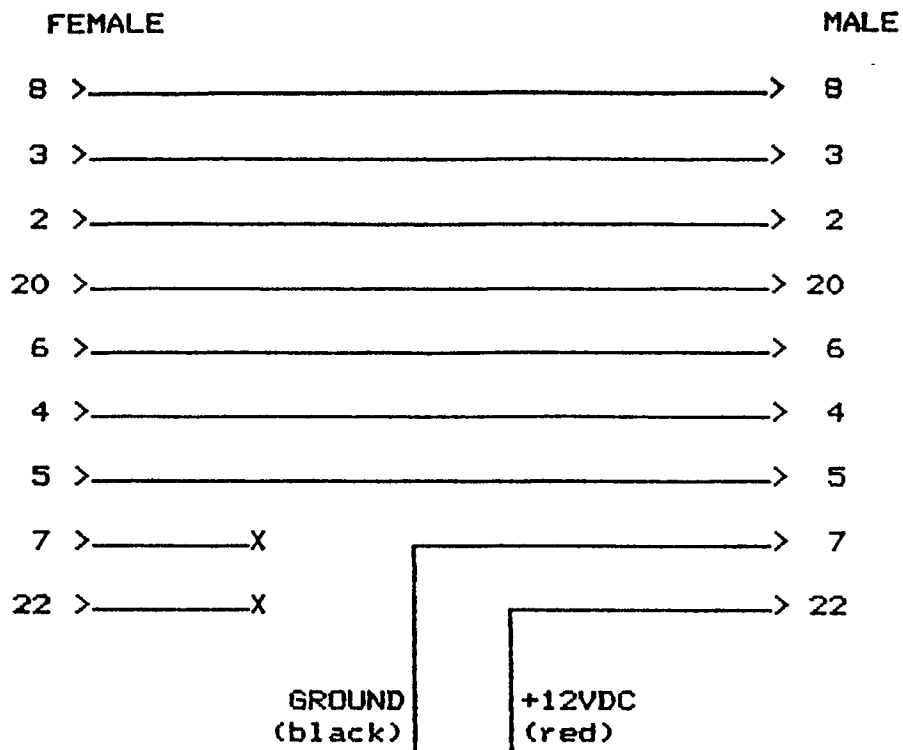 FEMALE MALE
8 > > 8
3 > > 3
2 > > 2
20 > > 20
6 > > 6
4 > > 4
5 > > 5
7 > X > 7
22 > X > 22
GROUND +12VDC
(black) (red)